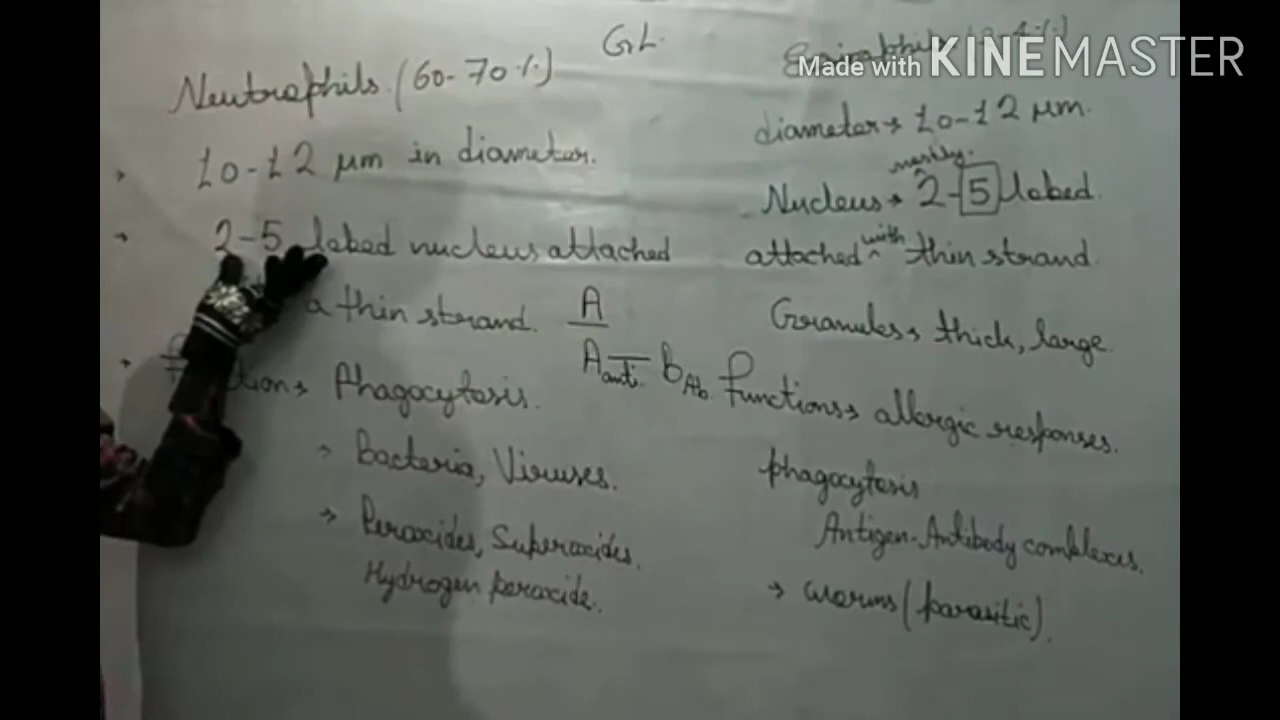 GL.
Neutrophils. (60-70%)
10-12 µm in diameter.
2-5 lobed nucleus attached
a thin strand.
Phagocytosis.
→ Bacteria, Viruses.
→ Peroxides, Superoxides.
Hydrogen peroxide.
A
A anti. — B Ab.
Made with KINEMASTER
diameter → 10-12 µm.
mostly.
Nucleus → 2-5 lobed.
attached with thin strand.
Granules → thick, large.
functions → allergic responses.
phagocytosis
Antigen-Antibody complexes.
→ worms (parasitic).